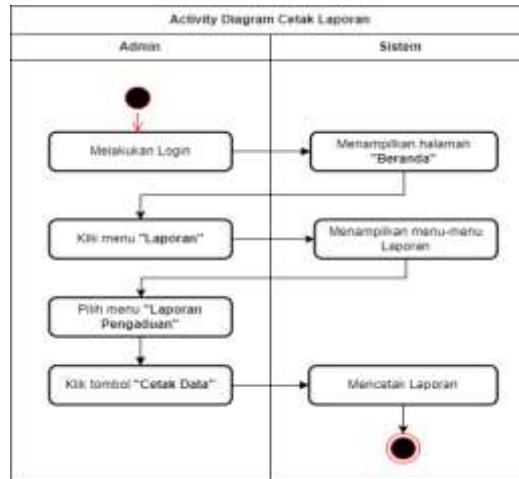 Activity Diagram Cetak Laporan
Admin
Sistem
Melakukan Login
Menampilkan halaman
"Beranda"
Klik menu "Laporan"
Menampilkan menu-menu
Laporan
Pilih menu "Laporan
Pengaduan"
Klik tombol "Cetak Data"
Mencetak Laporan